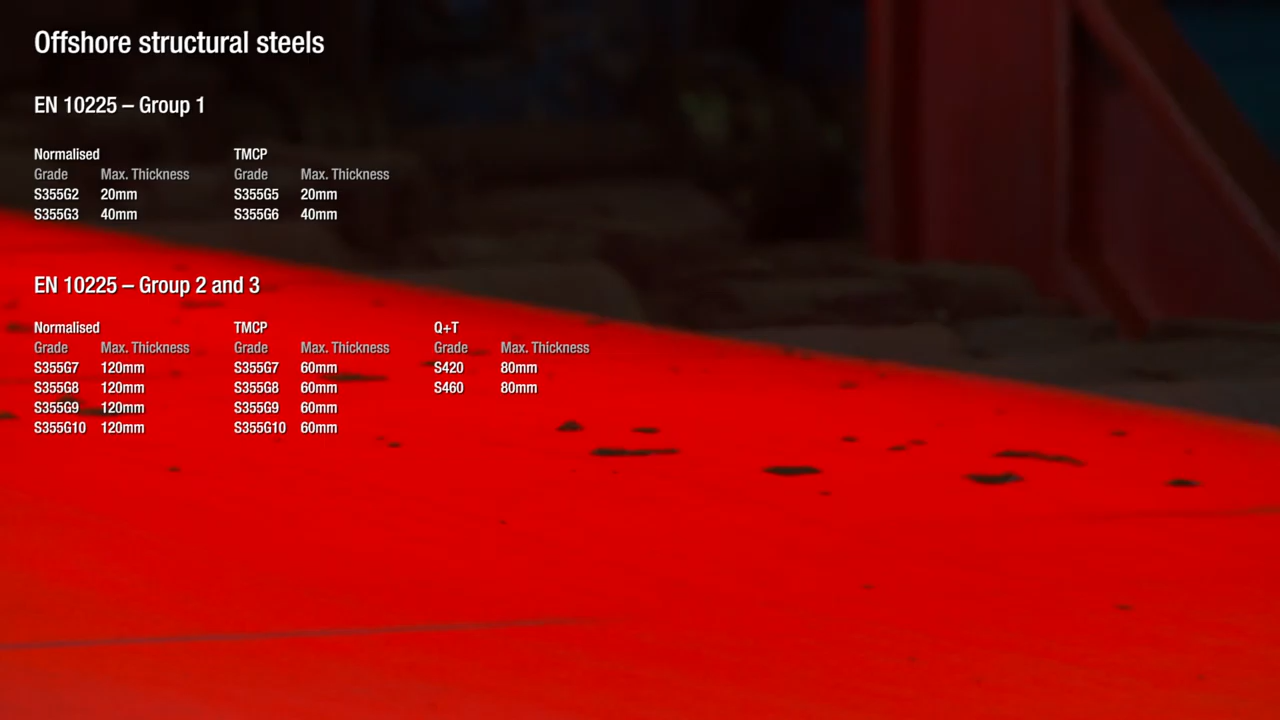 Offshore structural steels
EN 10225 – Group 1
Normalised TMCP
Grade Max. Thickness Grade Max. Thickness
S355G2 20mm S355G5 20mm
S355G3 40mm S355G6 40mm
EN 10225 – Group 2 and 3
Normalised TMCP Q+T
Grade Max. Thickness Grade Max. Thickness Grade Max. Thickness
S355G7 120mm S355G7 60mm S420 80mm
S355G8 120mm S355G8 60mm S460 80mm
S355G9 120mm S355G9 60mm
S355G10 120mm S355G10 60mm